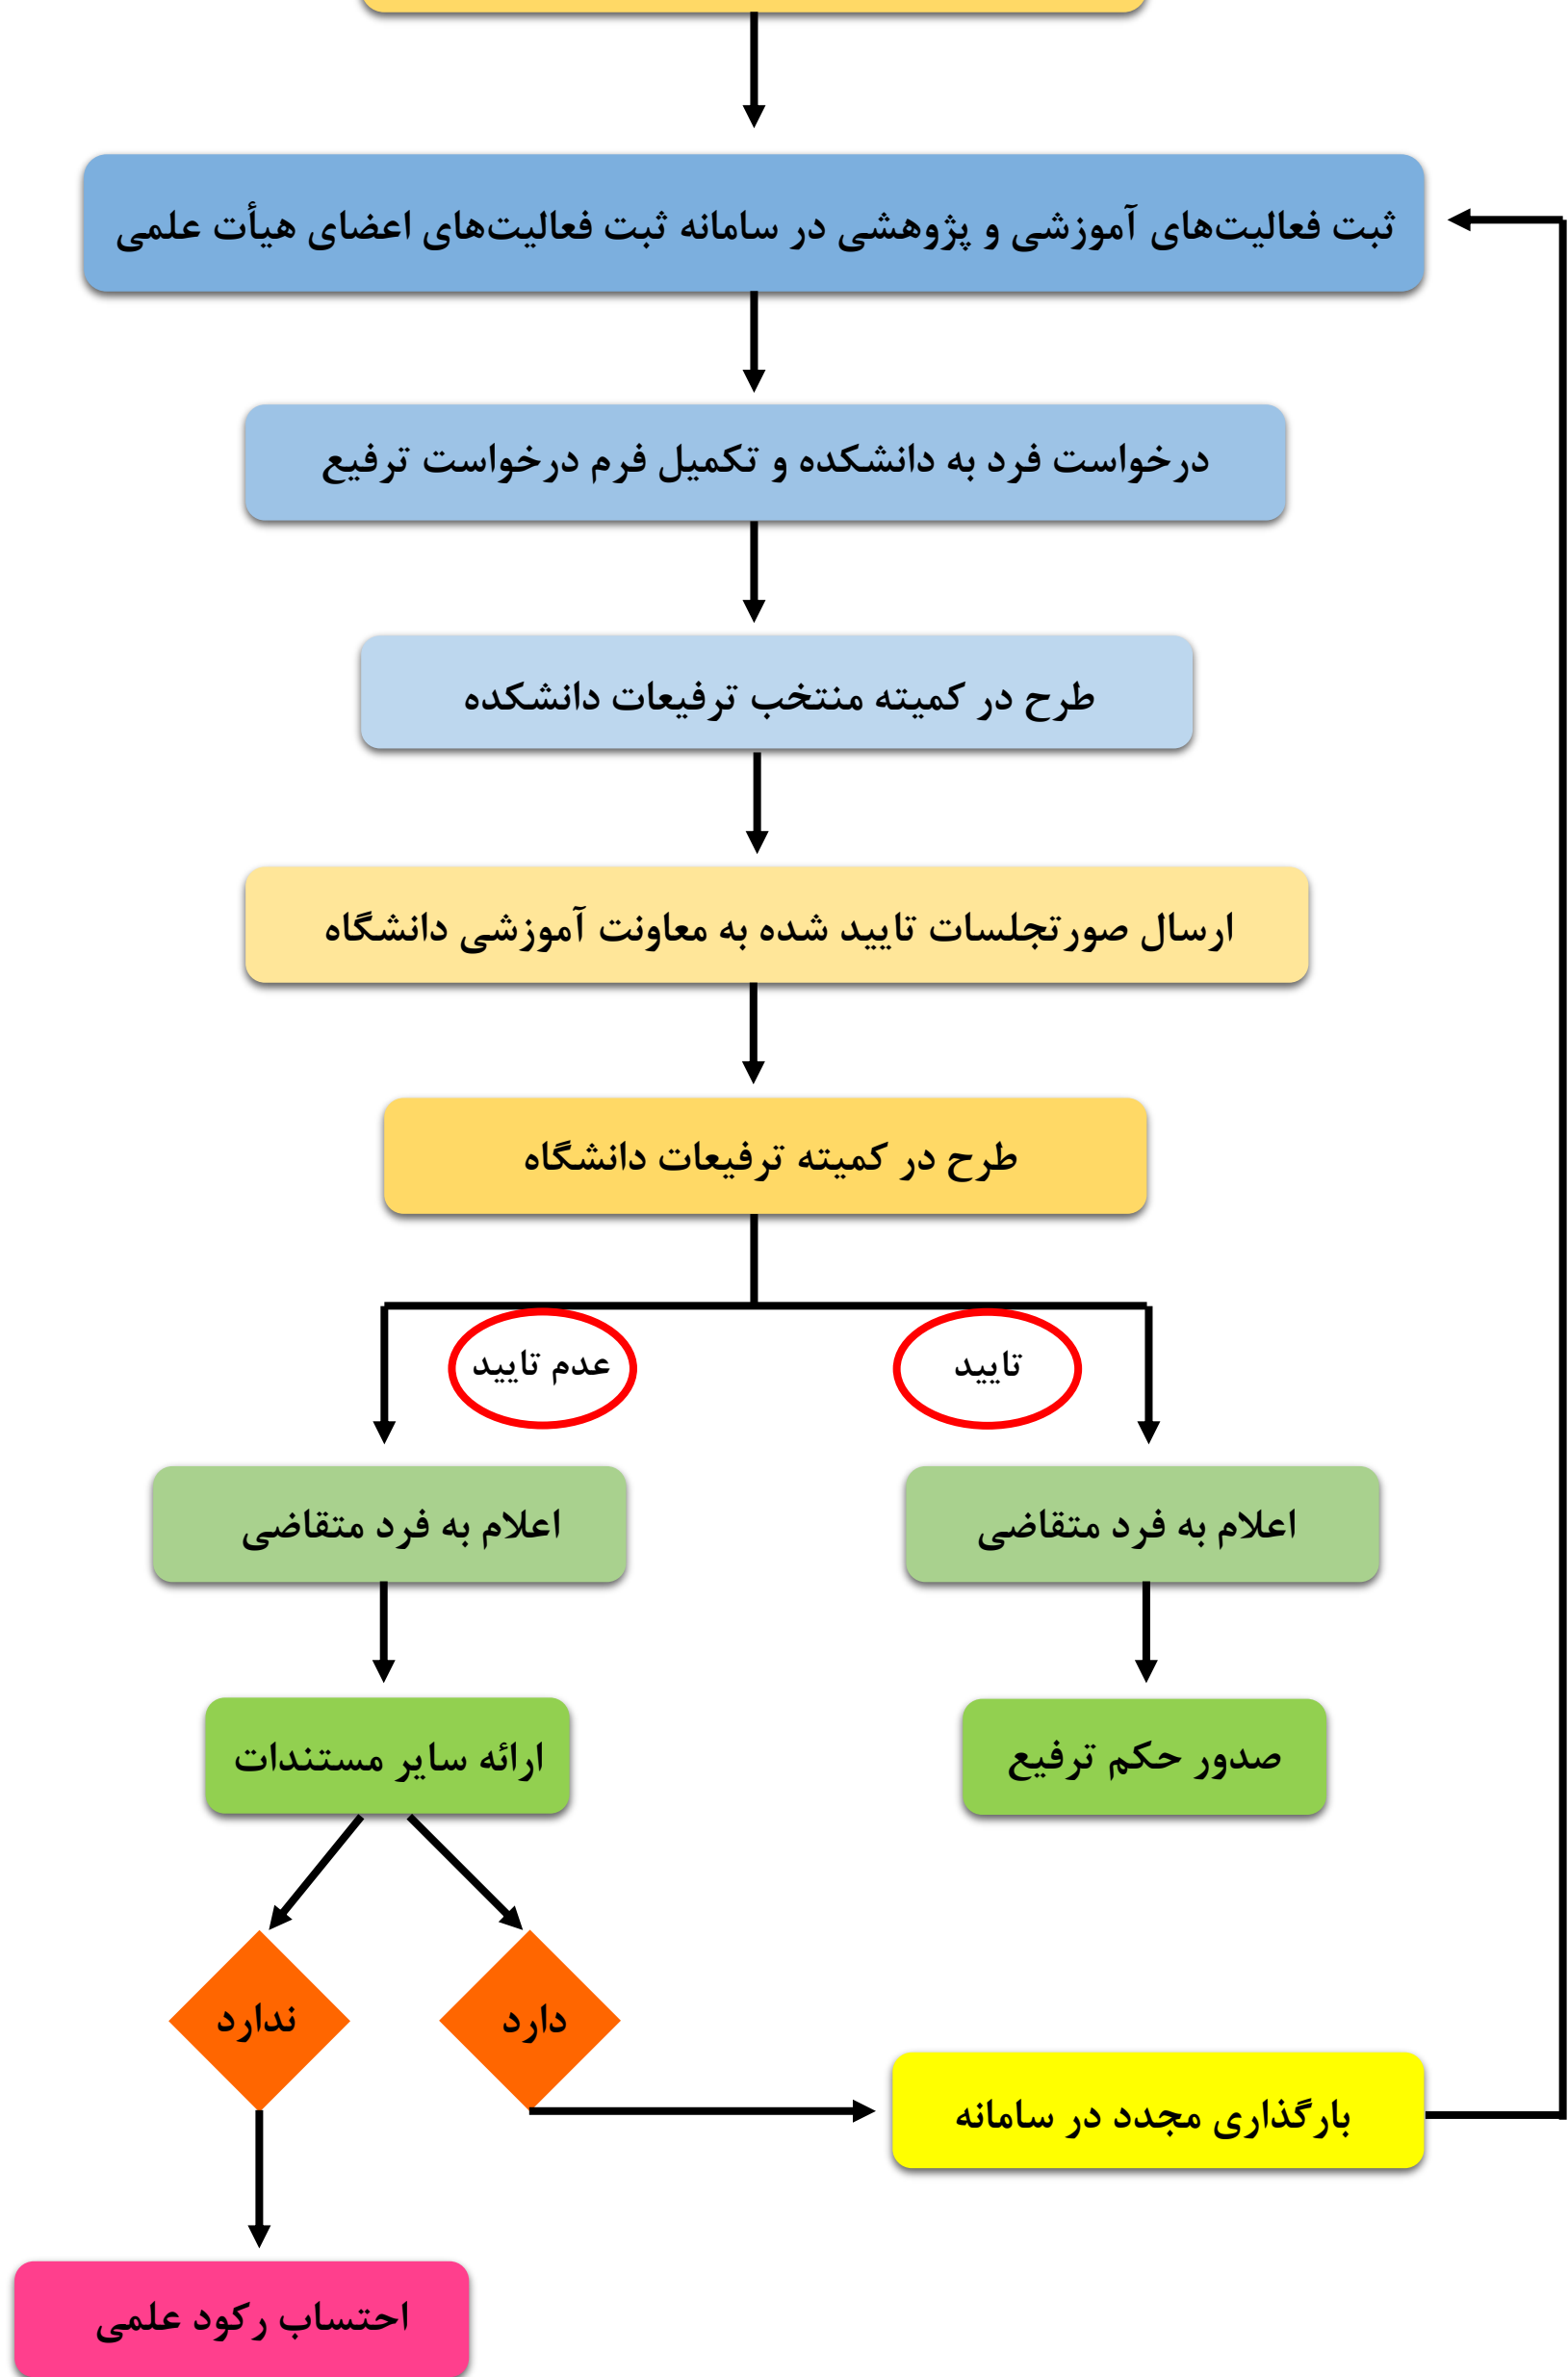 ثبت فعالیت‌های آموزشی و پژوهشی در سامانه ثبت فعالیت‌های اعضای هیأت علمی
درخواست فرد به دانشکده و تکمیل فرم درخواست ترفیع
طرح در کمیته منتخب ترفیعات دانشکده
ارسال صورتجلسات تایید شده به معاونت آموزشی دانشگاه
طرح در کمیته ترفیعات دانشگاه
تایید
عدم تایید
اعلام به فرد متقاضی
اعلام به فرد متقاضی
صدور حکم ترفیع
ارائه سایر مستندات
دارد
ندارد
بارگذاری مجدد در سامانه
احتساب رکود علمی